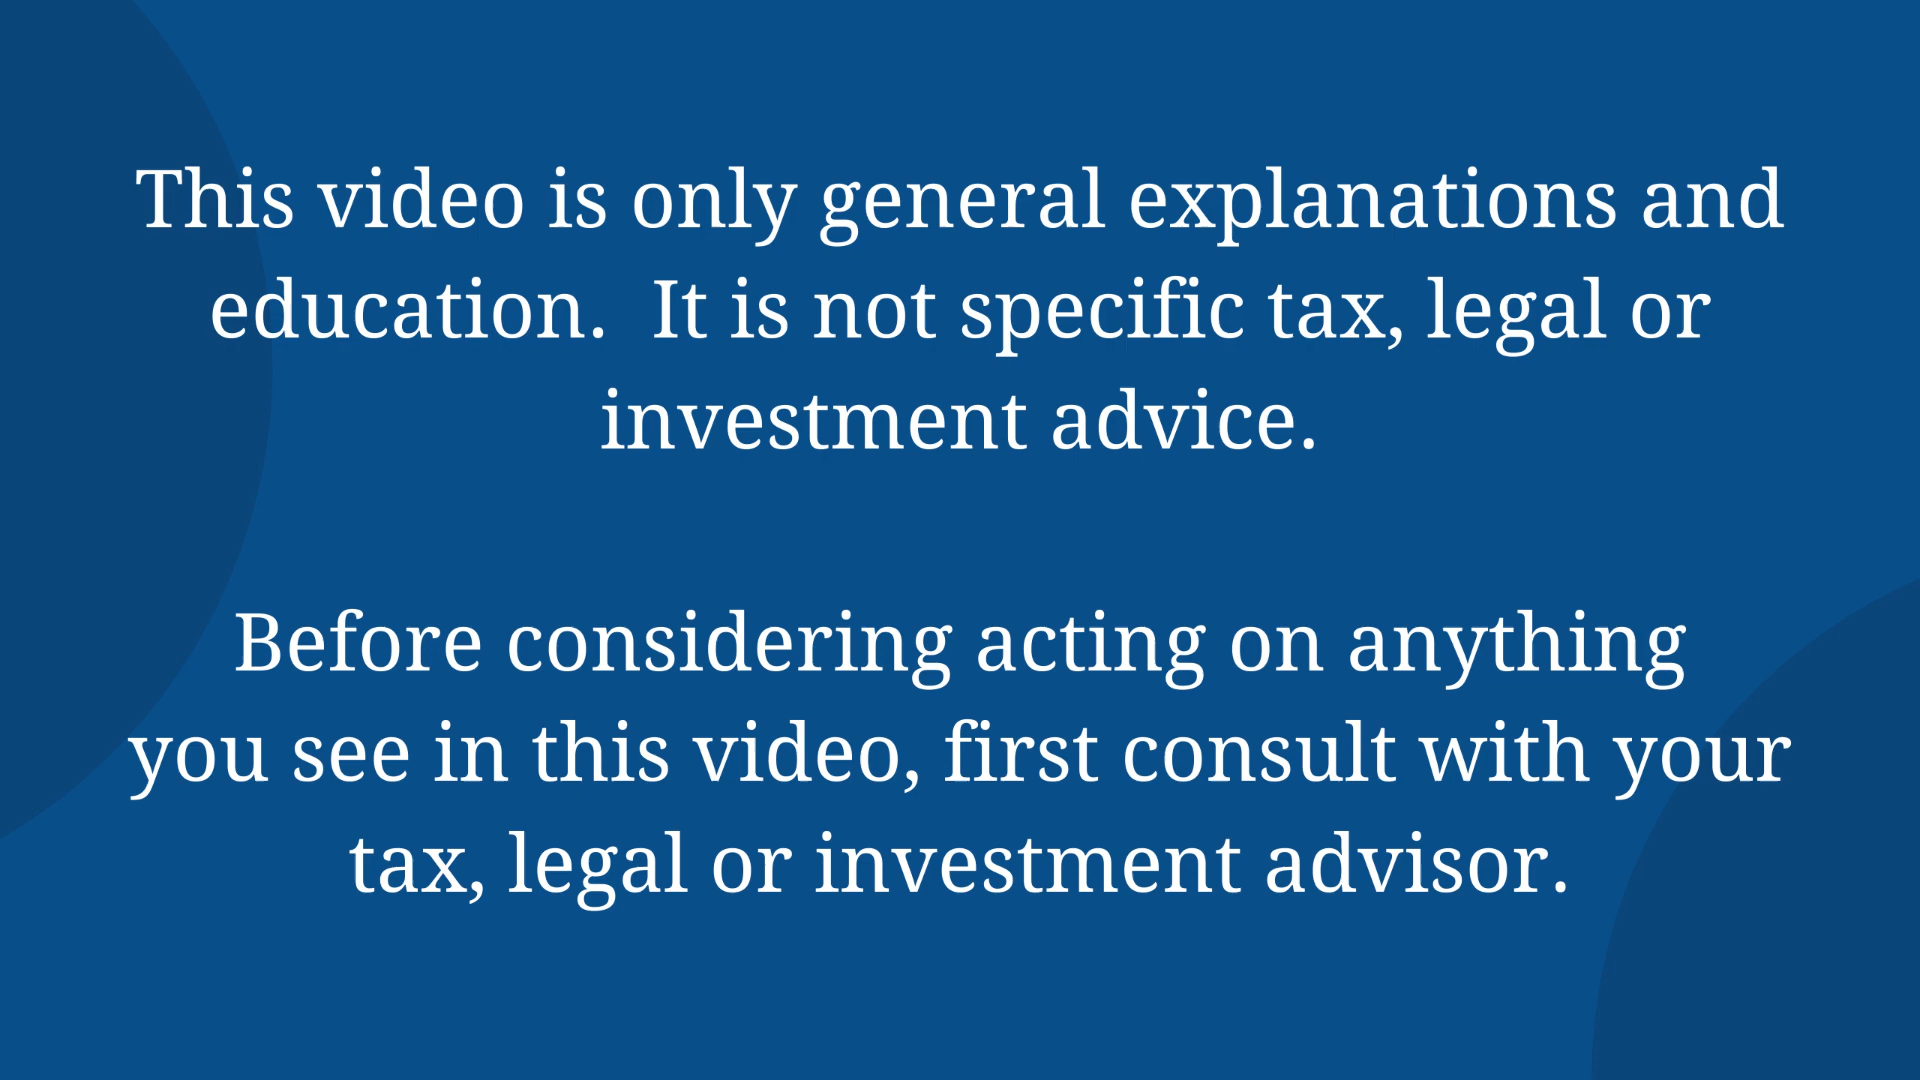 This video is only general explanations and
education.  It is not specific tax, legal or
investment advice.
Before considering acting on anything
you see in this video, first consult with your
tax, legal or investment advisor.